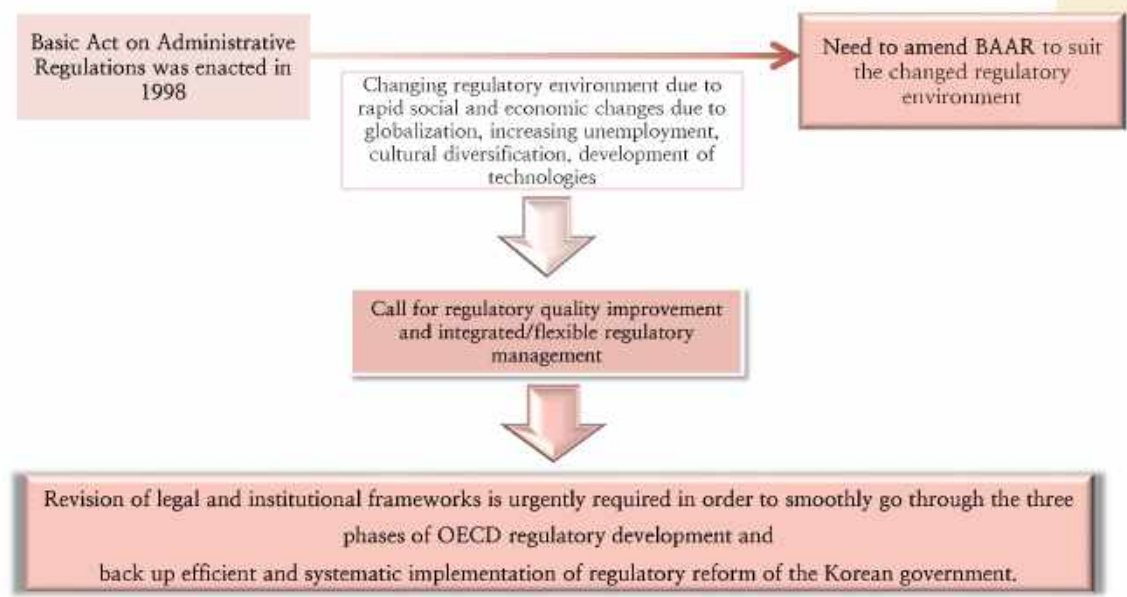 Basic Act on Administrative
Regulations was enacted in
1998
Need to amend BAAR to suit
the changed regulatory
environment
Changing regulatory environment due to
rapid social and economic changes due to
globalization, increasing unemployment,
cultural diversification, development of
technologies
Call for regulatory quality improvement
and integrated/flexible regulatory
management
Revision of legal and institutional frameworks is urgently required in order to smoothly go through the three
phases of OECD regulatory development and
back up efficient and systematic implementation of regulatory reform of the Korean government.